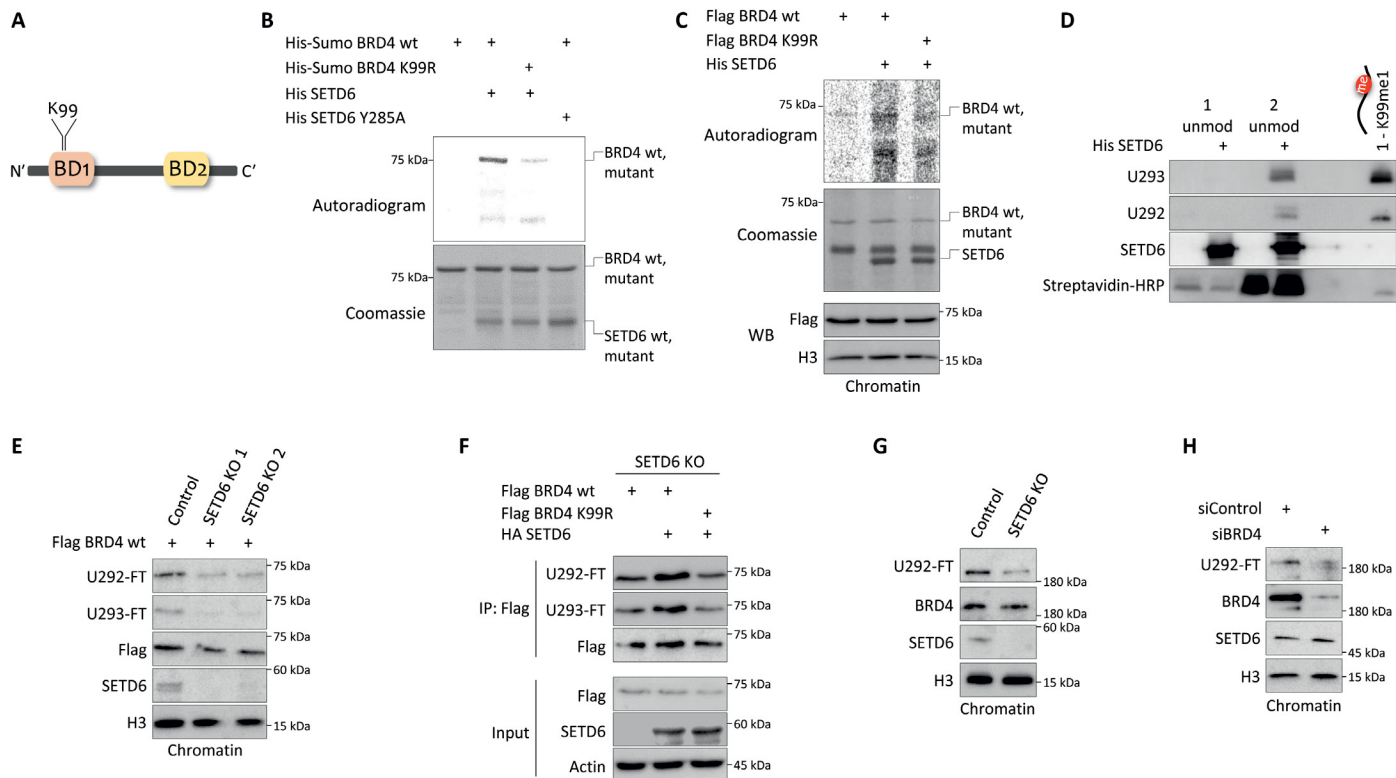 A
K99
N' BD1 BD2 C'
B
His-Sumo BRD4 wt + + +
His-Sumo BRD4 K99R +
His SETD6 + +
His SETD6 Y285A +
75 kDa
BRD4 wt,
mutant
Autoradiogram
BRD4 wt,
mutant
75 kDa
Coomassie
SETD6 wt,
mutant
C
Flag BRD4 wt + +
Flag BRD4 K99R +
His SETD6 + +
75 kDa
BRD4 wt,
mutant
Autoradiogram
75 kDa
BRD4 wt,
mutant
Coomassie
SETD6
WB
Flag 75 kDa
H3 15 kDa
Chromatin
D
me
1 - K99me1
1 2
unmod unmod
His SETD6 + +
U293
U292
SETD6
Streptavidin-HRP
E
Control
SETD6 KO 1
SETD6 KO 2
Flag BRD4 wt + + +
U292-FT 75 kDa
U293-FT 75 kDa
Flag 75 kDa
SETD6 60 kDa
H3 15 kDa
Chromatin
F
SETD6 KO
Flag BRD4 wt + +
Flag BRD4 K99R +
HA SETD6 + +
IP: Flag
U292-FT 75 kDa
U293-FT 75 kDa
Flag 75 kDa
Input
Flag 75 kDa
SETD6 60 kDa
Actin 45 kDa
G
Control
SETD6 KO
U292-FT 180 kDa
BRD4 180 kDa
SETD6 60 kDa
H3 15 kDa
Chromatin
H
siControl +
siBRD4 +
U292-FT 180 kDa
BRD4 180 kDa
SETD6 45 kDa
H3 15 kDa
Chromatin